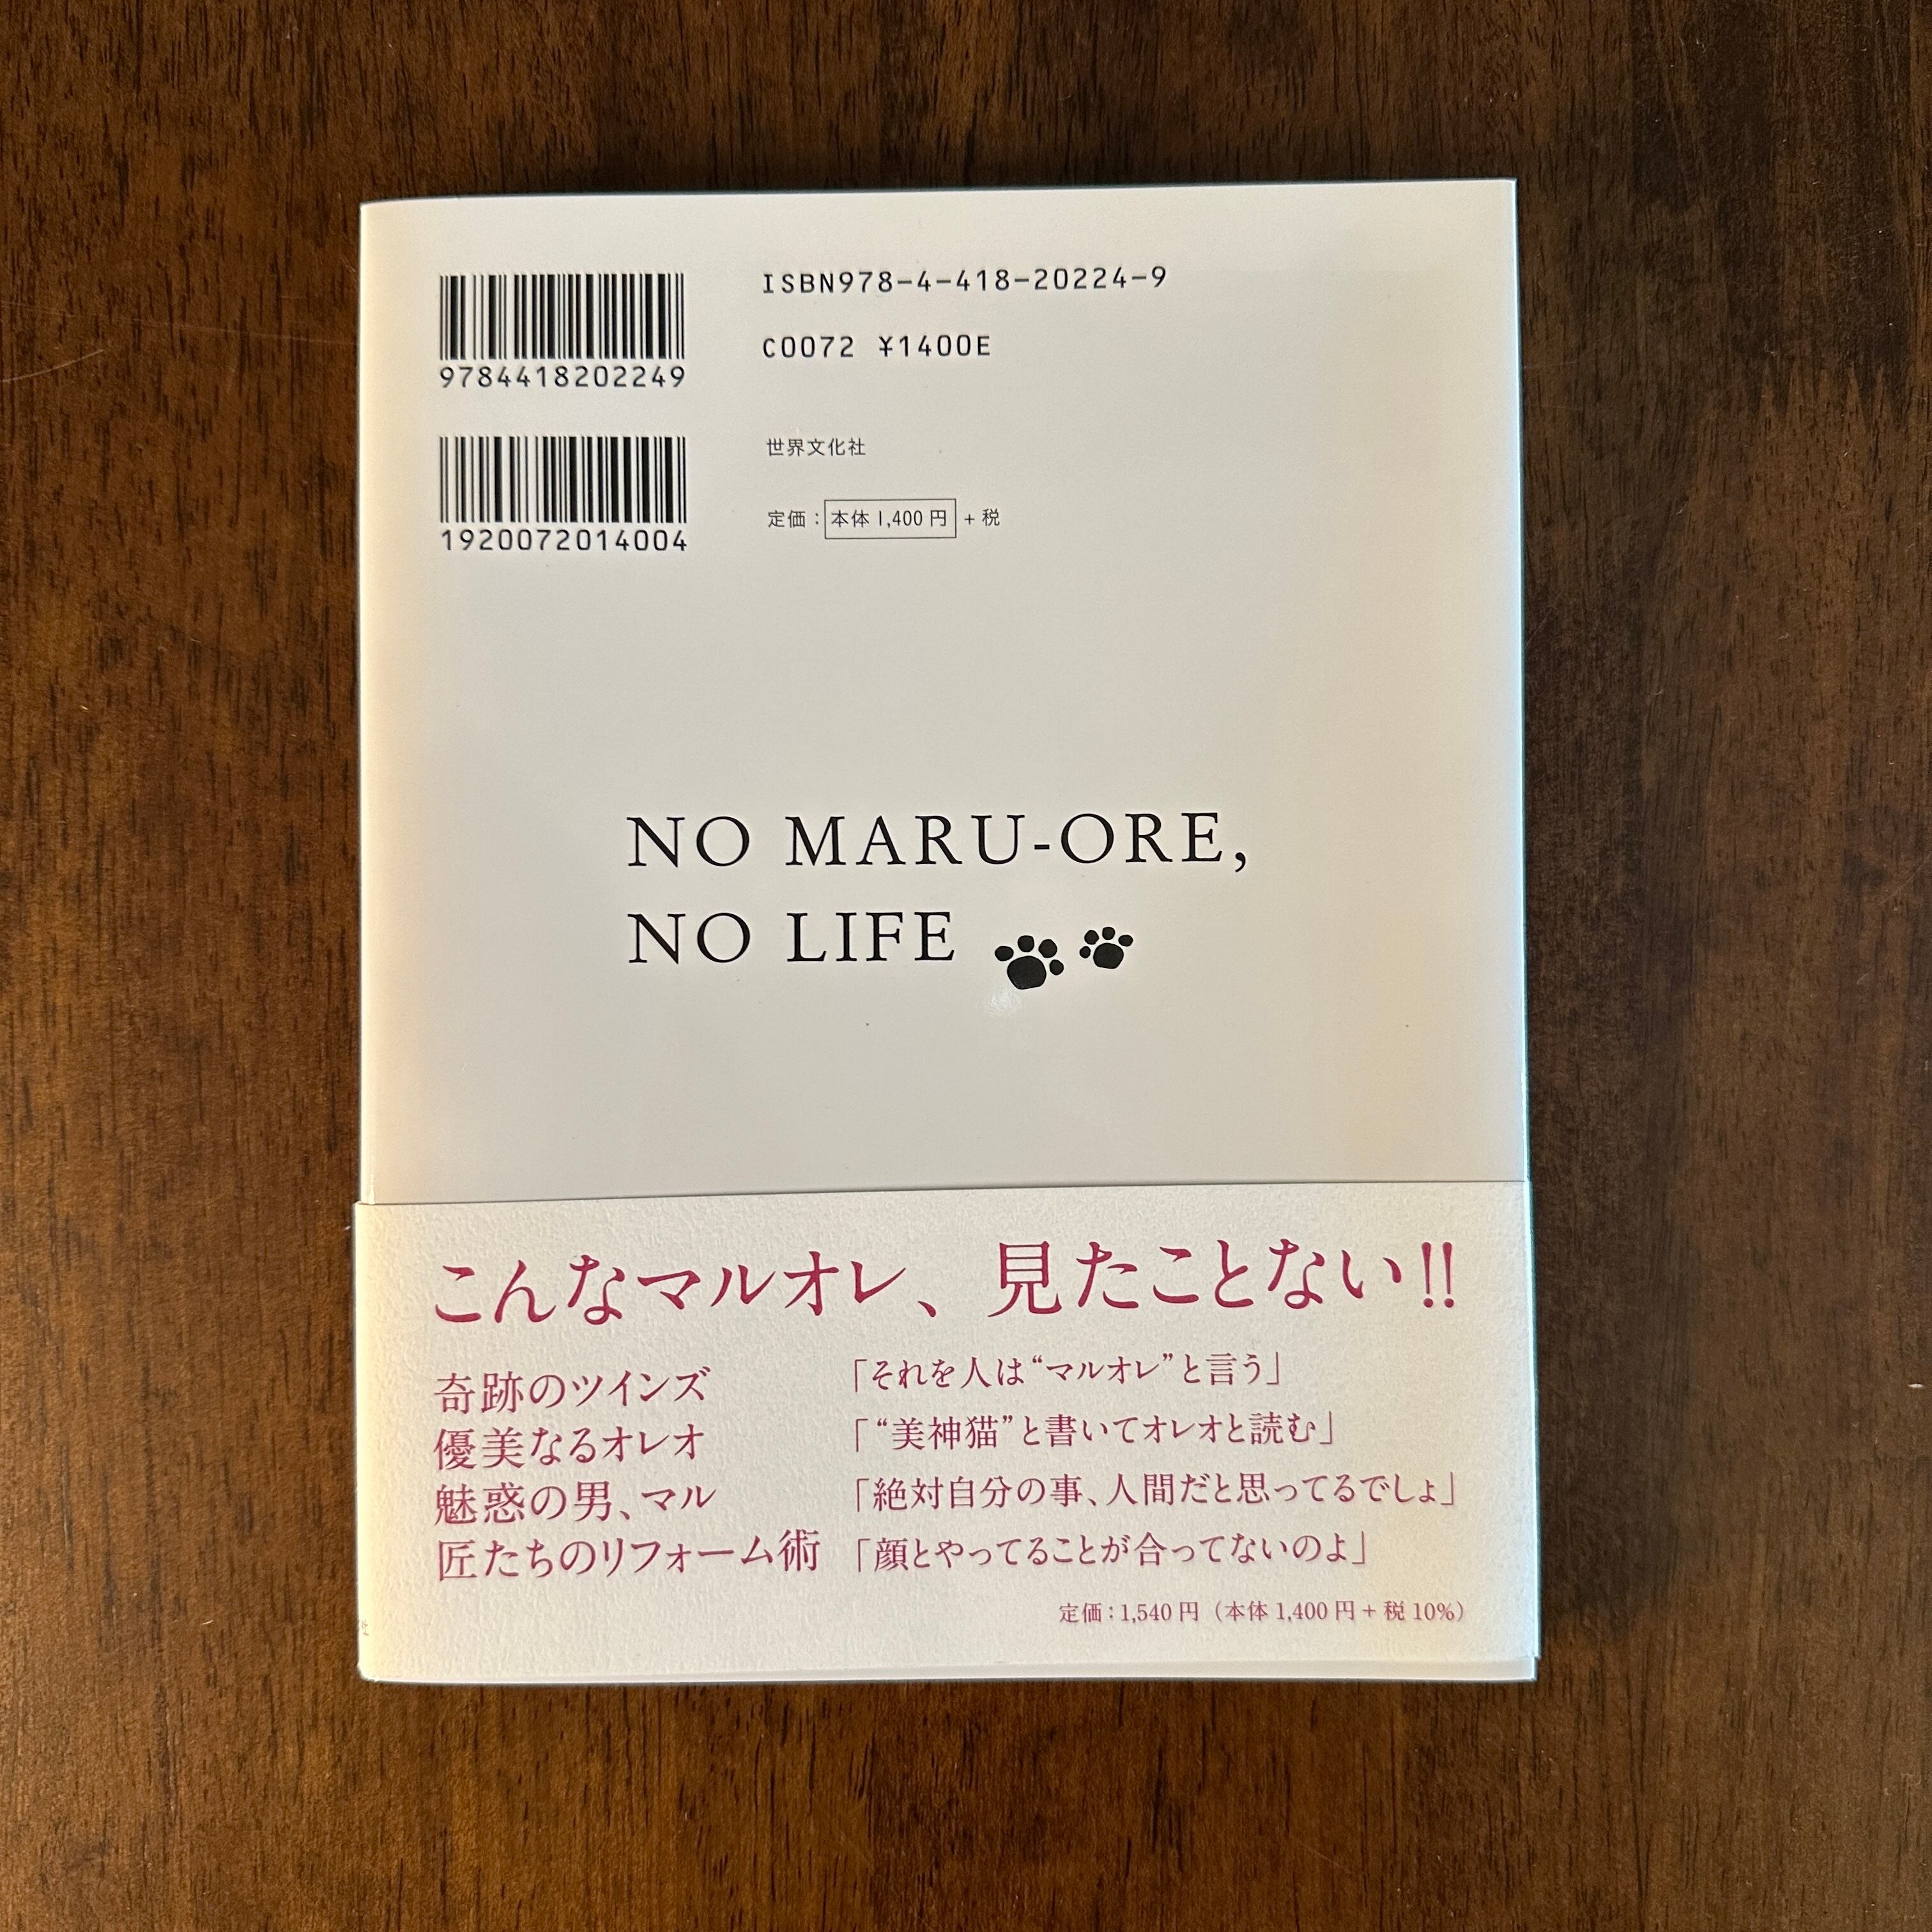 ISBN978-4-418-20224-9
C0072 ¥1400E
9784418202249
世界文化社
定価：本体 1,400 円 + 税
1920072014004
NO MARU-ORE,
NO LIFE
こんなマルオレ、見たことない!!
奇跡のツインズ
優美なるオレオ
魅惑の男、マル
匠たちのリフォーム術
「それを人は“マルオレ”と言う」
「“美神猫”と書いてオレオと読む」
「絶対自分の事、人間だと思ってるでしょ」
「顔とやってることが合ってないのよ」
定価：1,540 円（本体 1,400 円 + 税 10%）